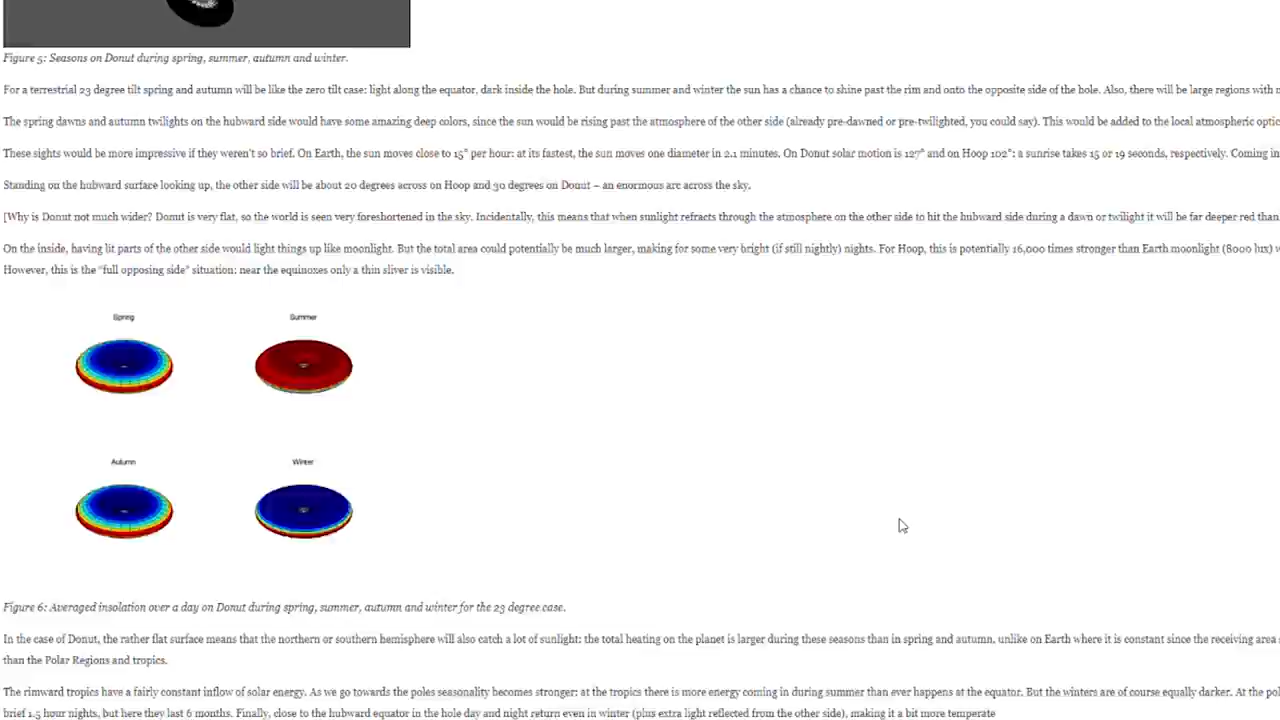 Figure 5: Seasons on Donut during spring, summer, autumn and winter.
For a terrestrial 23 degree tilt spring and autumn will be like the zero tilt case: light along the equator, dark inside the hole. But during summer and winter the sun has a chance to shine past the rim and onto the opposite side of the hole. Also, there will be large regions with
The spring dawns and autumn twilights on the hubward side would have some amazing deep colors, since the sun would be rising past the atmosphere of the other side (already pre-dawned or pre-twilighted, you could say). This would be added to the local atmospheric
These sights would be more impressive if they weren't so brief. On Earth, the sun moves close to 15° per hour: at its fastest, the sun moves one diameter in 2.1 minutes. On Donut solar motion is 127° and on Hoop 102°: a sunrise takes 15 or 19 seconds, respectively. Coming in
Standing on the hubward surface looking up, the other side will be about 20 degrees across on Hoop and 30 degrees on Donut – an enormous arc across the sky.
[Why is Donut not much wider? Donut is very flat, so the world is seen very foreshortened in the sky. Incidentally, this means that when sunlight refracts through the atmosphere on the other side to hit the hubward side during a dawn or twilight it will be far deeper red than
On the inside, having lit parts of the other side would light things up like moonlight. But the total area could potentially be much larger, making for some very bright (if still nightly) nights. For Hoop, this is potentially 16,000 times stronger than Earth moonlight (8000 lux)
However, this is the "full opposing side" situation: near the equinoxes only a thin sliver is visible.
Spring Summer
Autumn Winter
Figure 6: Averaged insolation over a day on Donut during spring, summer, autumn and winter for the 23 degree case.
In the case of Donut, the rather flat surface means that the northern or southern hemisphere will also catch a lot of sunlight: the total heating on the planet is larger during these seasons than in spring and autumn, unlike on Earth where it is constant since the receiving area
than the Polar Regions and tropics.
The rimward tropics have a fairly constant inflow of solar energy. As we go towards the poles seasonality becomes stronger: at the tropics there is more energy coming in during summer than ever happens at the equator. But the winters are of course equally darker. At the
brief 1.5 hour nights, but here they last 6 months. Finally, close to the hubward equator in the hole day and night return even in winter (plus extra light reflected from the other side), making it a bit more temperate